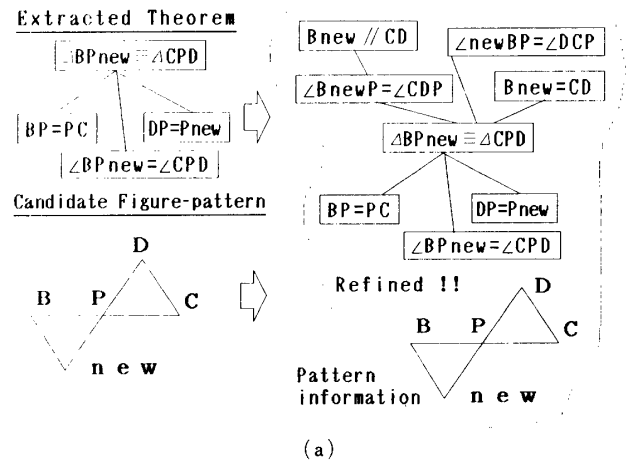 Extracted Theorem
△BPnew≡△CPD
BP=PC
DP=Pnew
∠BPnew=∠CPD
Candidate Figure-pattern
D
B
P
C
new
Bnew // CD
∠newBP=∠DCP
∠BnewP=∠CDP
Bnew=CD
△BPnew≡△CPD
BP=PC
DP=Pnew
∠BPnew=∠CPD
Refined !!
D
B
P
C
Pattern
information
new
(a)